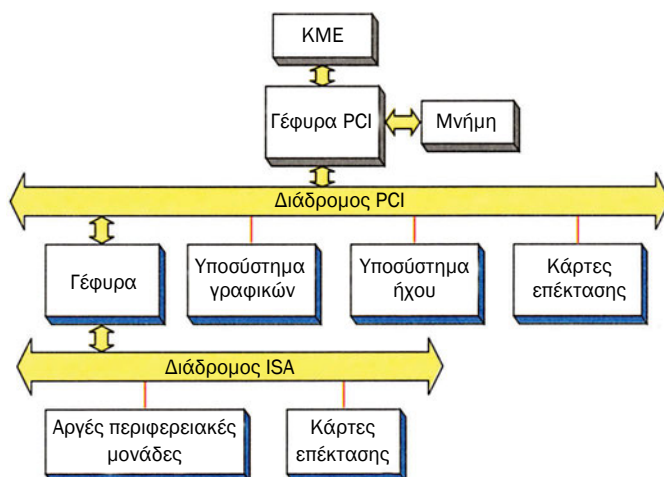 ΚΜΕ
Γέφυρα PCI
Μνήμη
Διάδρομος PCI
Γέφυρα
Υποσύστημα
γραφικών
Υποσύστημα
ήχου
Κάρτες
επέκτασης
Διάδρομος ISA
Αργές περιφερειακές
μονάδες
Κάρτες
επέκτασης